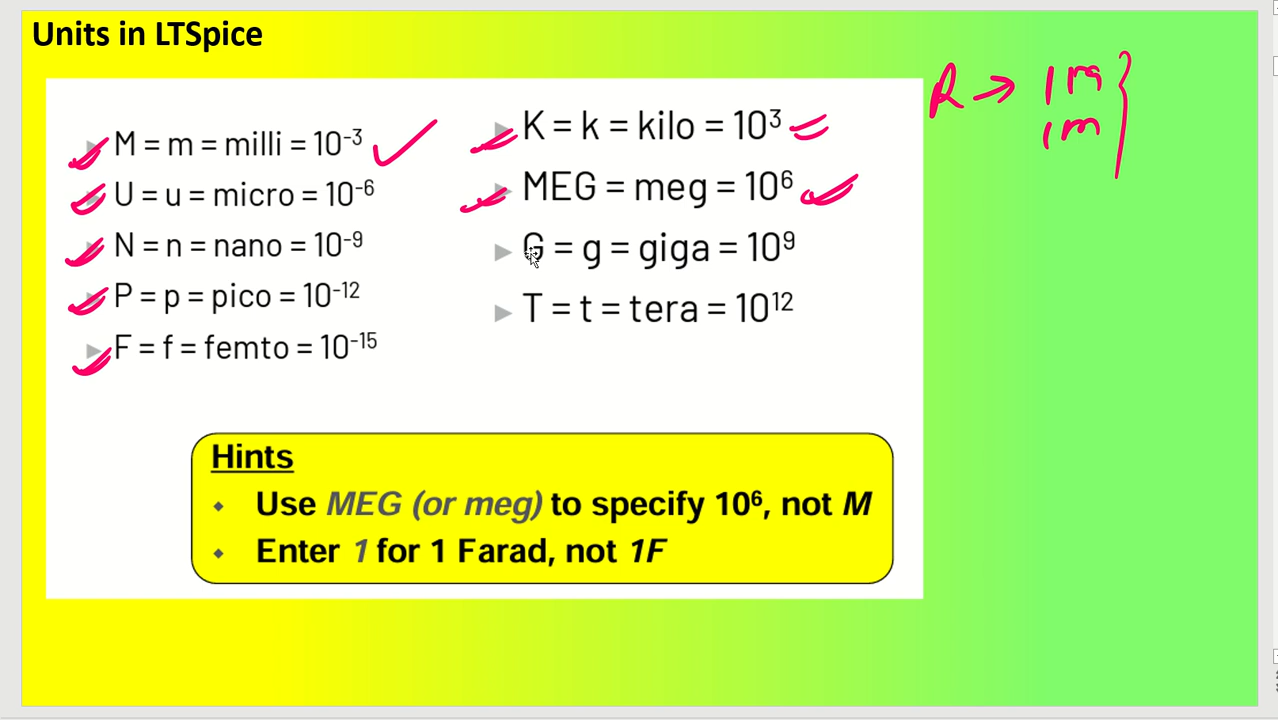 Units in LTSpice
M = m = milli = 10⁻³
U = u = micro = 10⁻⁶
N = n = nano = 10⁻⁹
P = p = pico = 10⁻¹²
F = f = femto = 10⁻¹⁵
K = k = kilo = 10³
MEG = meg = 10⁶
G = g = giga = 10⁹
T = t = tera = 10¹²
R → 1m
1m
Hints
Use MEG (or meg) to specify 10⁶, not M
Enter 1 for 1 Farad, not 1F